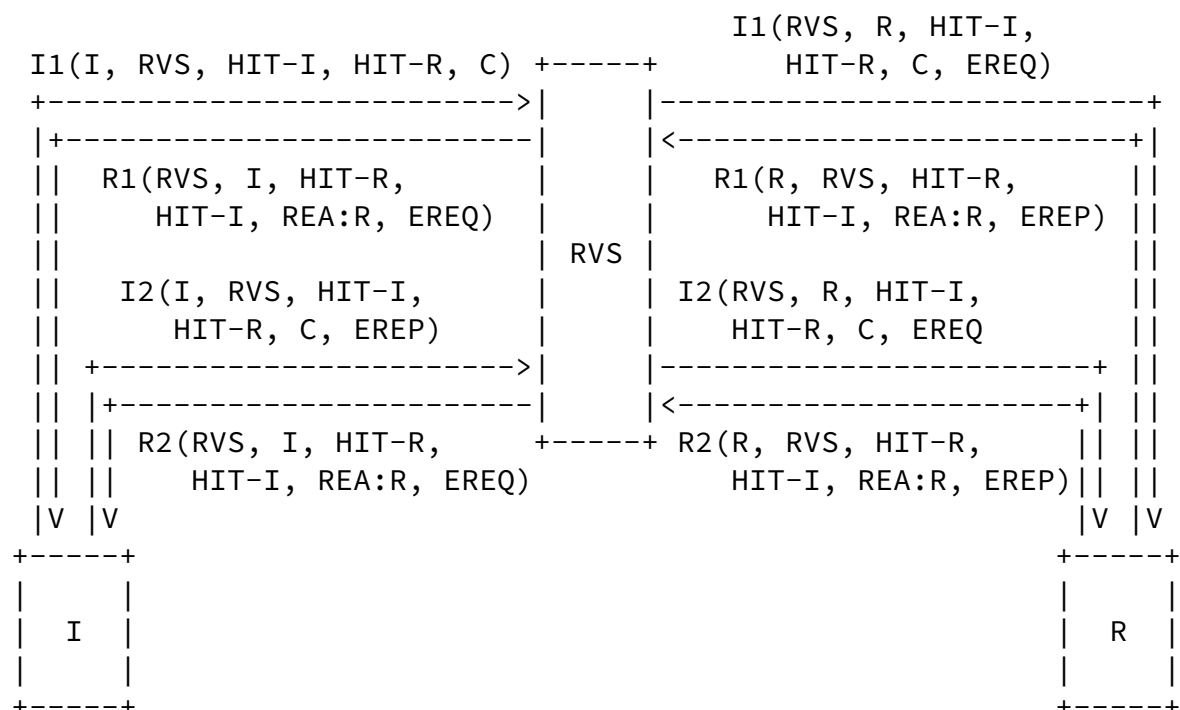 I1(RVS, R, HIT-I,
I1(I, RVS, HIT-I, HIT-R, C) +-----+ HIT-R, C, EREQ)
+-------------------------->| |---------------------------+
|+--------------------------| |<-------------------------+|
|| R1(RVS, I, HIT-R, | | R1(R, RVS, HIT-R, ||
|| HIT-I, REA:R, EREQ) | | HIT-I, REA:R, EREP) ||
|| | RVS | ||
|| I2(I, RVS, HIT-I, | | I2(RVS, R, HIT-I, ||
|| HIT-R, C, EREP) | | HIT-R, C, EREQ ||
|| +----------------------->| |------------------------+ ||
|| |+-----------------------| |<-----------------------+| ||
|| || R2(RVS, I, HIT-R, +-----+ R2(R, RVS, HIT-R, || ||
|| || HIT-I, REA:R, EREQ) HIT-I, REA:R, EREP)|| ||
|V |V |V |V
+-----+ +-----+
| | | |
| I | | R |
| | | |
+-----+ +-----+